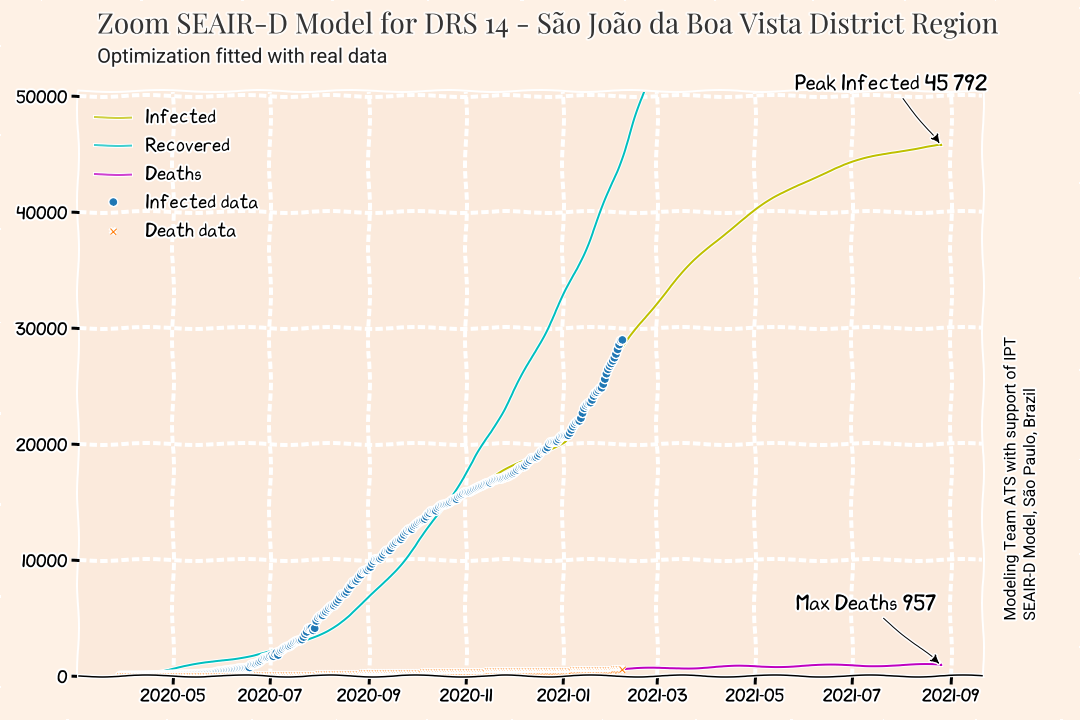 Zoom SEAIR-D Model for DRS 14 - São João da Boa Vista District Region
Optimization fitted with real data
Peak Infected 45 792
50000
Infected
Recovered
Deaths
Infected data
Death data
40000
30000
20000
10000
0
Max Deaths 957
2020-05
2020-07
2020-09
2020-11
2021-01
2021-03
2021-05
2021-07
2021-09
Modeling Team ATS with support of IPT
SEAIR-D Model, São Paulo, Brazil